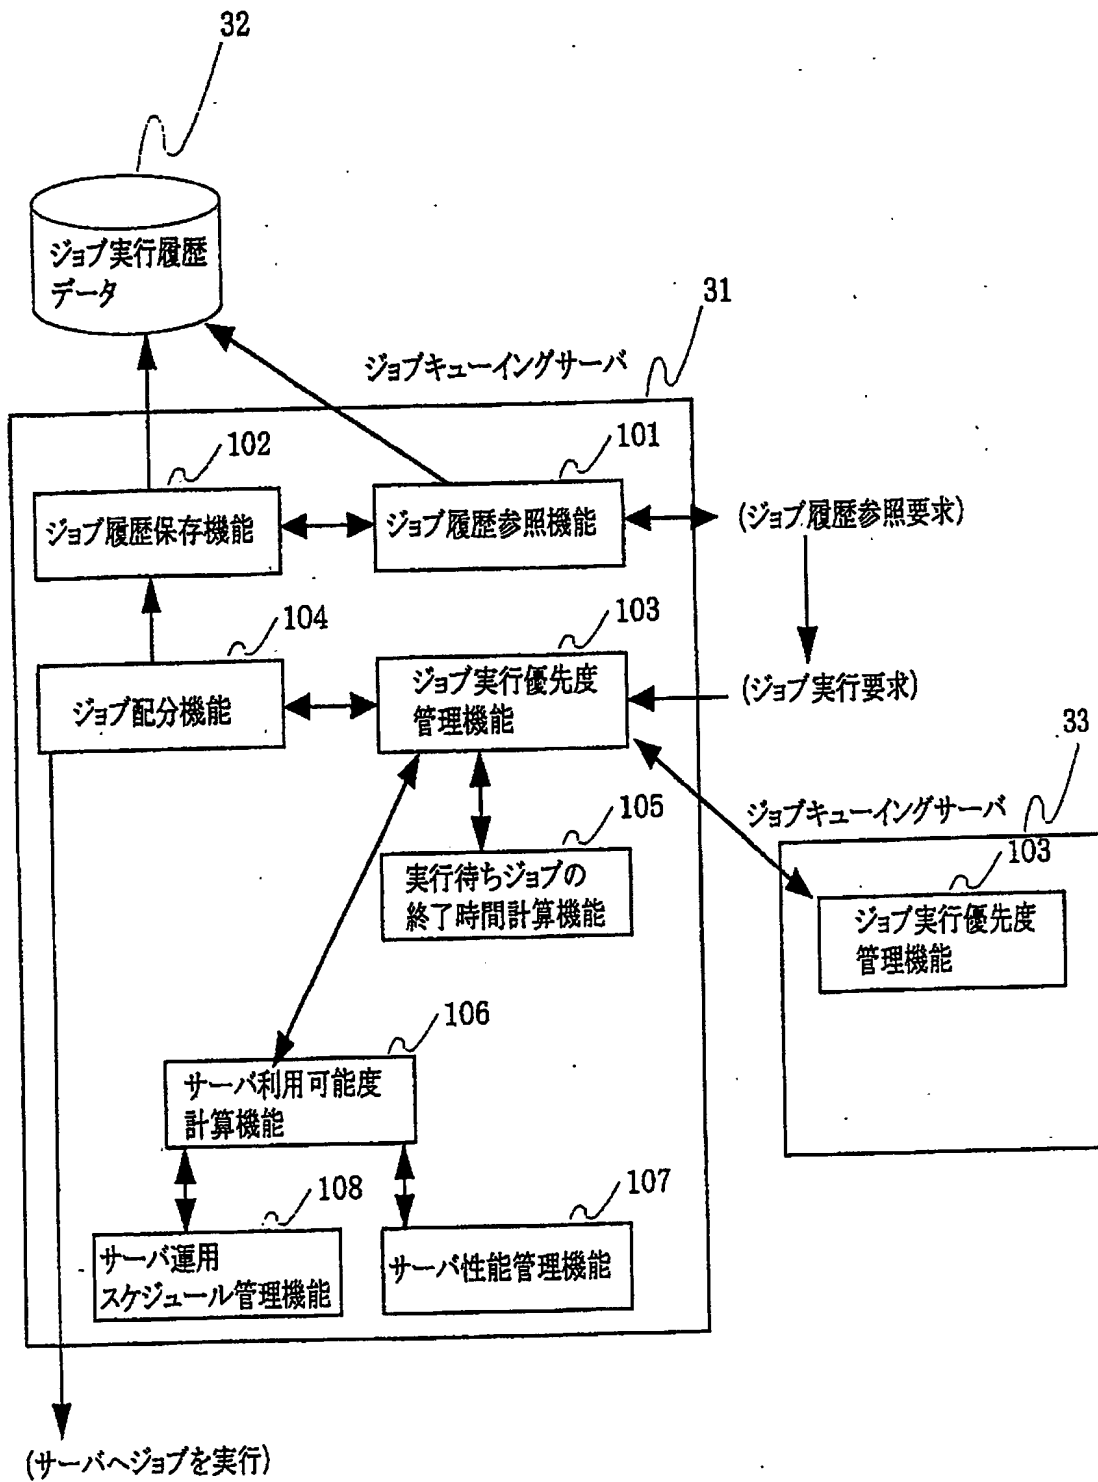 32
ジョブ実行履歴
データ
31
ジョブキューイングサーバ
102
101
ジョブ履歴保存機能
ジョブ履歴参照機能
(ジョブ履歴参照要求)
104
103
ジョブ配分機能
ジョブ実行優先度
管理機能
(ジョブ実行要求)
33
ジョブキューイングサーバ
105
103
実行待ちジョブの
終了時間計算機能
ジョブ実行優先度
管理機能
106
サーバ利用可能度
計算機能
108
107
サーバ運用
スケジュール管理機能
サーバ性能管理機能
(サーバへジョブを実行)